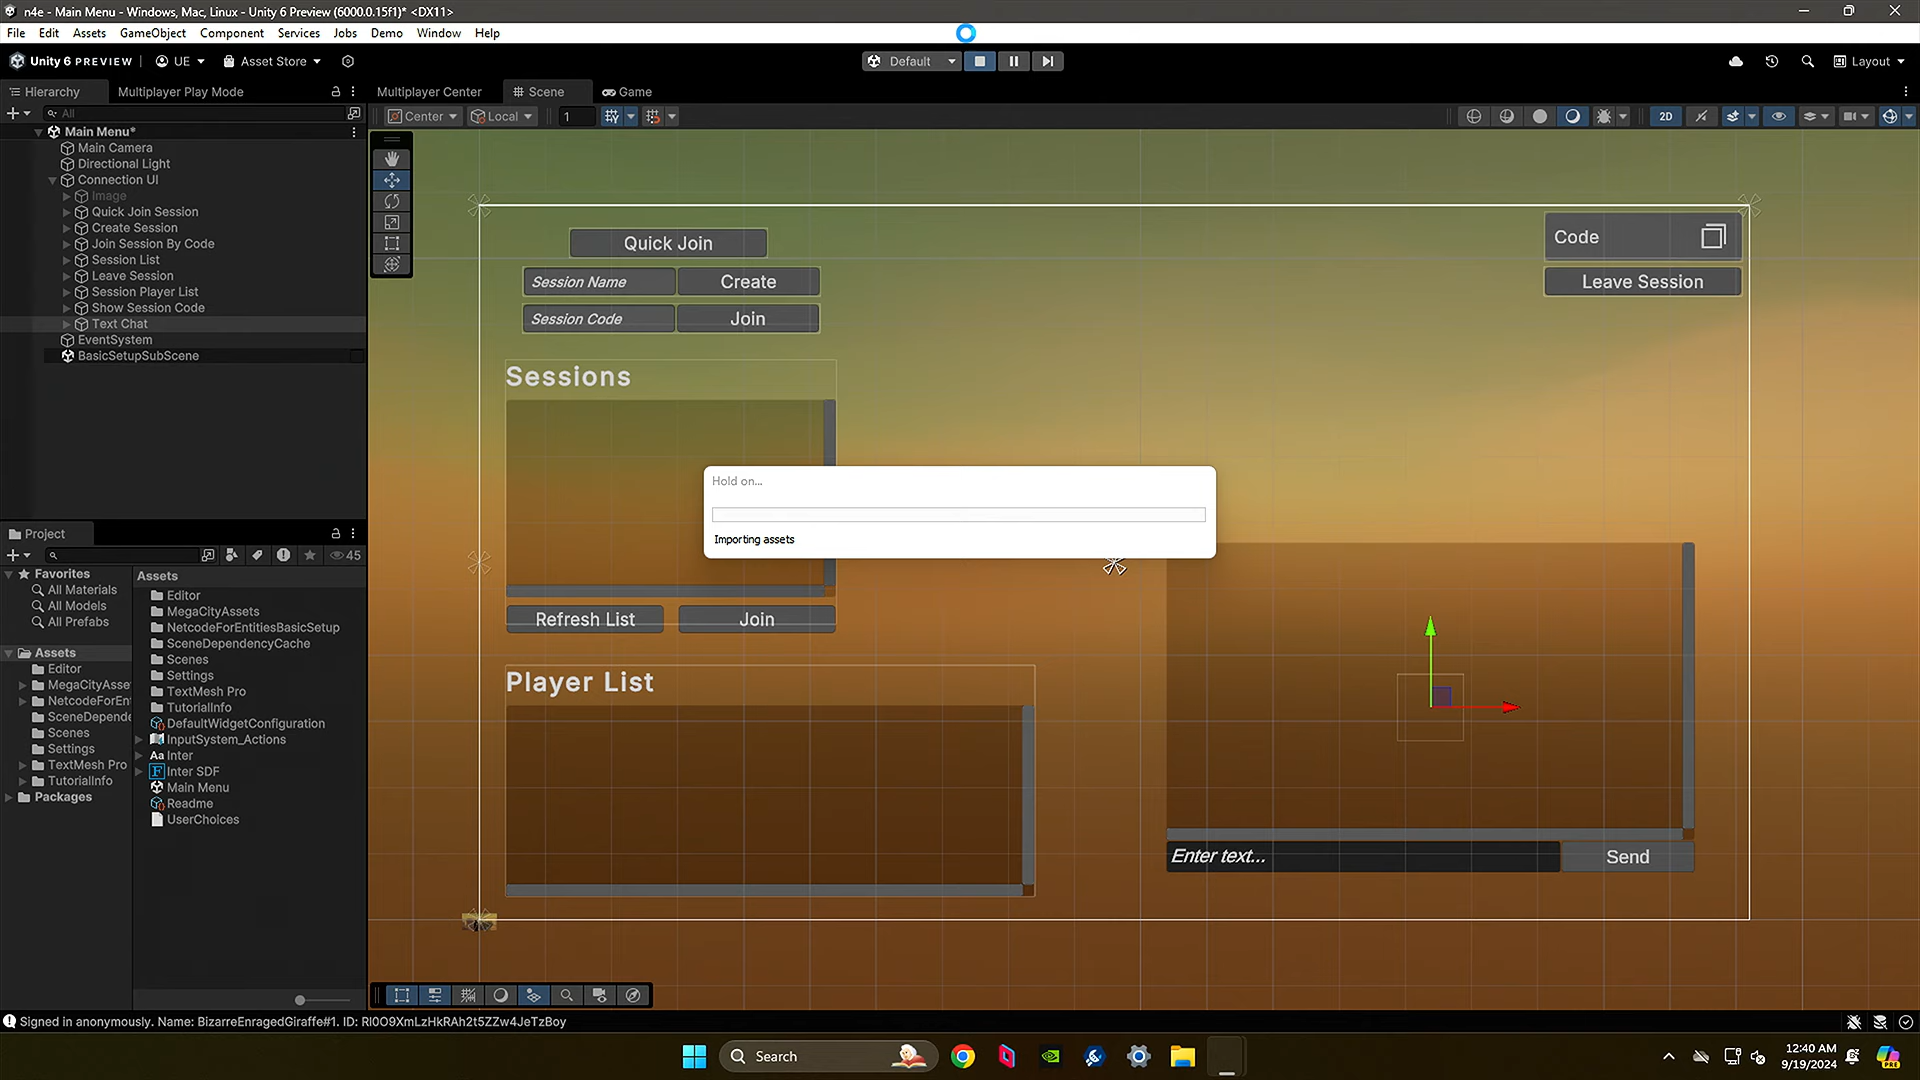 n4e - Main Menu - Windows, Mac, Linux - Unity 6 Preview (6000.0.15f1)* <DX11>
File Edit Assets GameObject Component Services Jobs Demo Window Help
Unity 6 PREVIEW UE Asset Store Default Layout
Hierarchy Multiplayer Play Mode Multiplayer Center Scene Game
All
Center Local 1 2D
Main Menu*
Main Camera
Directional Light
Connection UI
Image
Quick Join Session
Create Session
Join Session By Code
Session List
Leave Session
Session Player List
Show Session Code
Text Chat
EventSystem
BasicSetupSubScene
Quick Join
Session Name Create
Session Code Join
Code
Leave Session
Sessions
Hold on...
Importing assets
Refresh List Join
Player List
Enter text... Send
Project
45
Favorites
All Materials
All Models
All Prefabs
Assets
Editor
MegaCityAsse
NetcodeForEn
SceneDepende
Scenes
Settings
TextMesh Pro
TutorialInfo
Packages
Assets
Editor
MegaCityAssets
NetcodeForEntitiesBasicSetup
SceneDependencyCache
Scenes
Settings
TextMesh Pro
TutorialInfo
DefaultWidgetConfiguration
InputSystem_Actions
Aa Inter
F Inter SDF
Main Menu
Readme
UserChoices
Signed in anonymously. Name: BizarreEnragedGiraffe#1. ID: RI0O9XmLzHkRAh2t5ZZw4JeTzBoy
Search
12:40 AM
9/19/2024
PRE